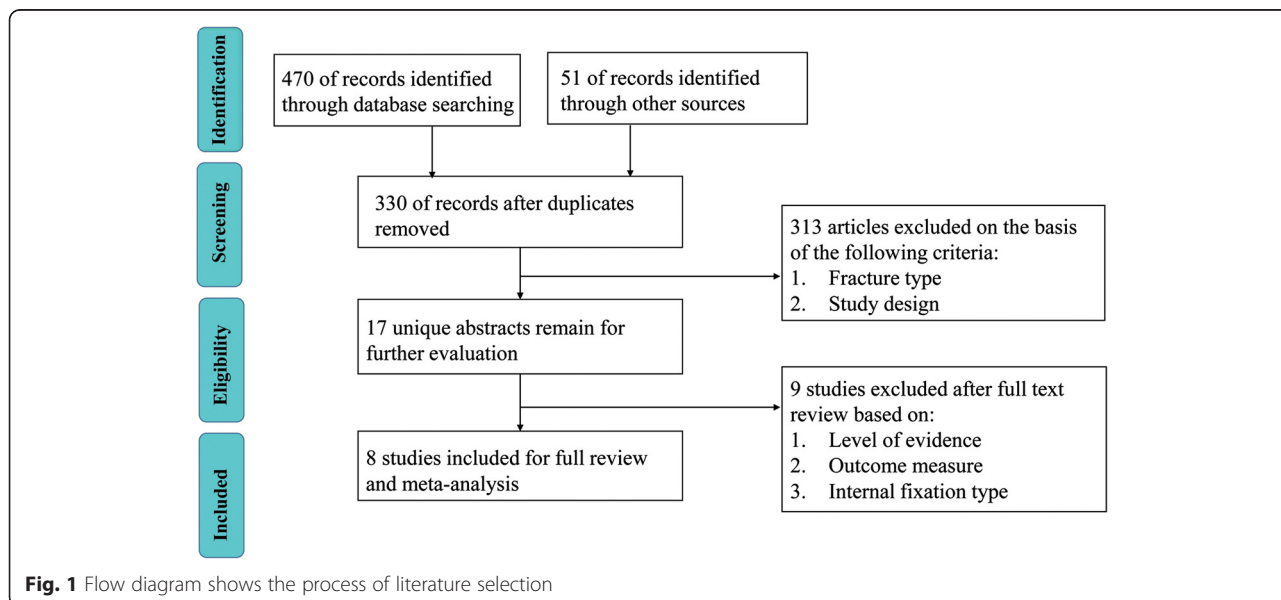 Identification
470 of records identified
through database searching
51 of records identified
through other sources
Screening
330 of records after duplicates
removed
313 articles excluded on the basis
of the following criteria:
1. Fracture type
2. Study design
Eligibility
17 unique abstracts remain for
further evaluation
9 studies excluded after full text
review based on:
1. Level of evidence
2. Outcome measure
3. Internal fixation type
Included
8 studies included for full review
and meta-analysis
Fig. 1 Flow diagram shows the process of literature selection